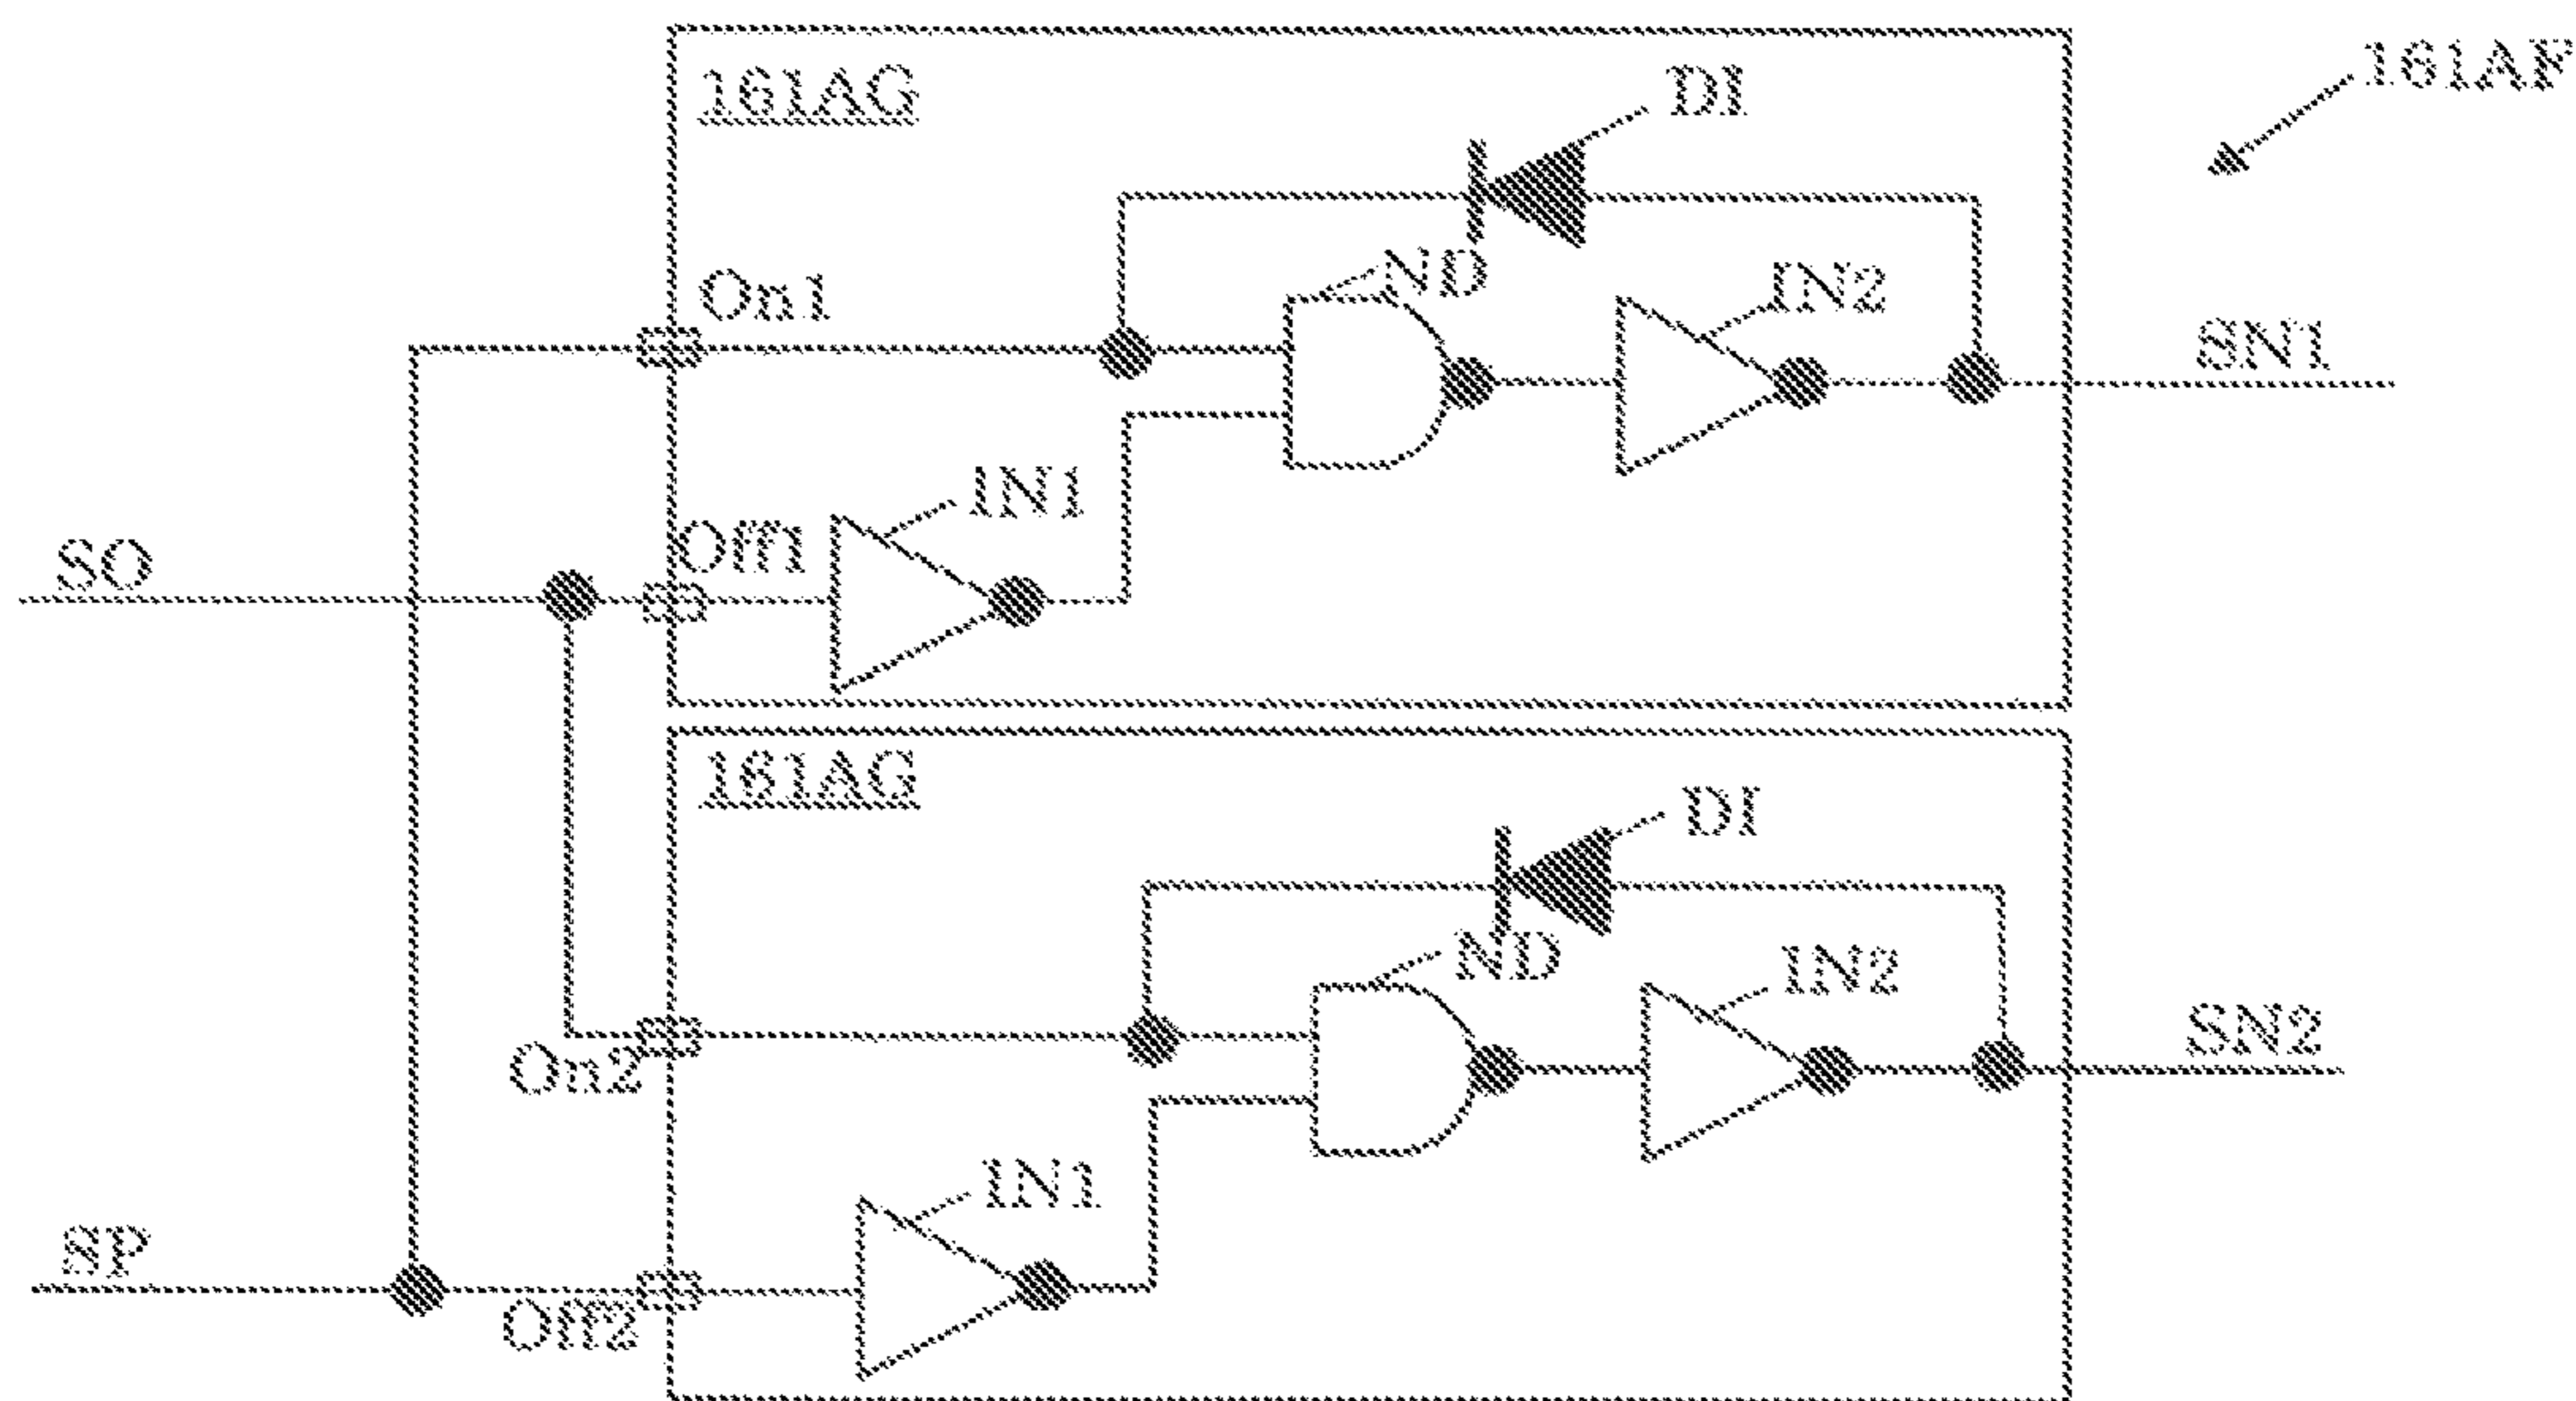 161AG
DI
161AF
ND
IN2
On1
SN1
IN1
Off1
SO
161AG
DI
ND
IN2
On2
SN2
IN1
SP
Off2